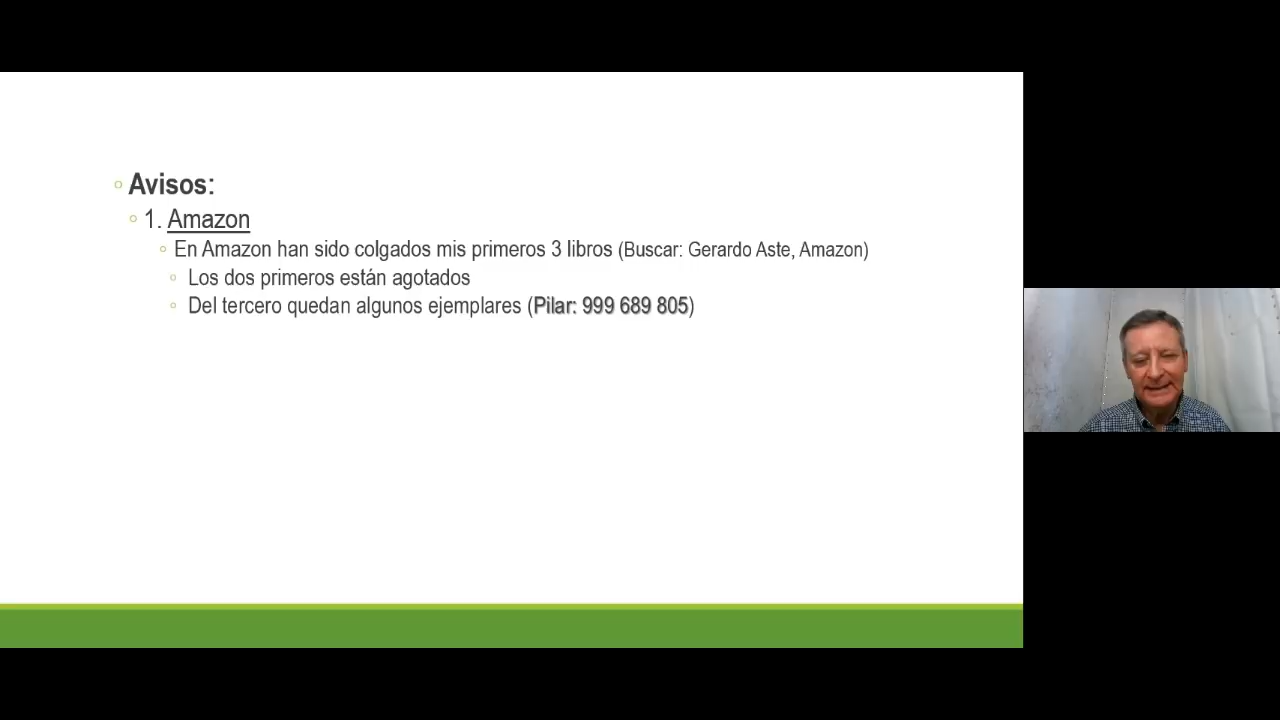 Avisos:
1. Amazon
En Amazon han sido colgados mis primeros 3 libros (Buscar: Gerardo Aste, Amazon)
Los dos primeros están agotados
Del tercero quedan algunos ejemplares (Pilar: 999 689 805)